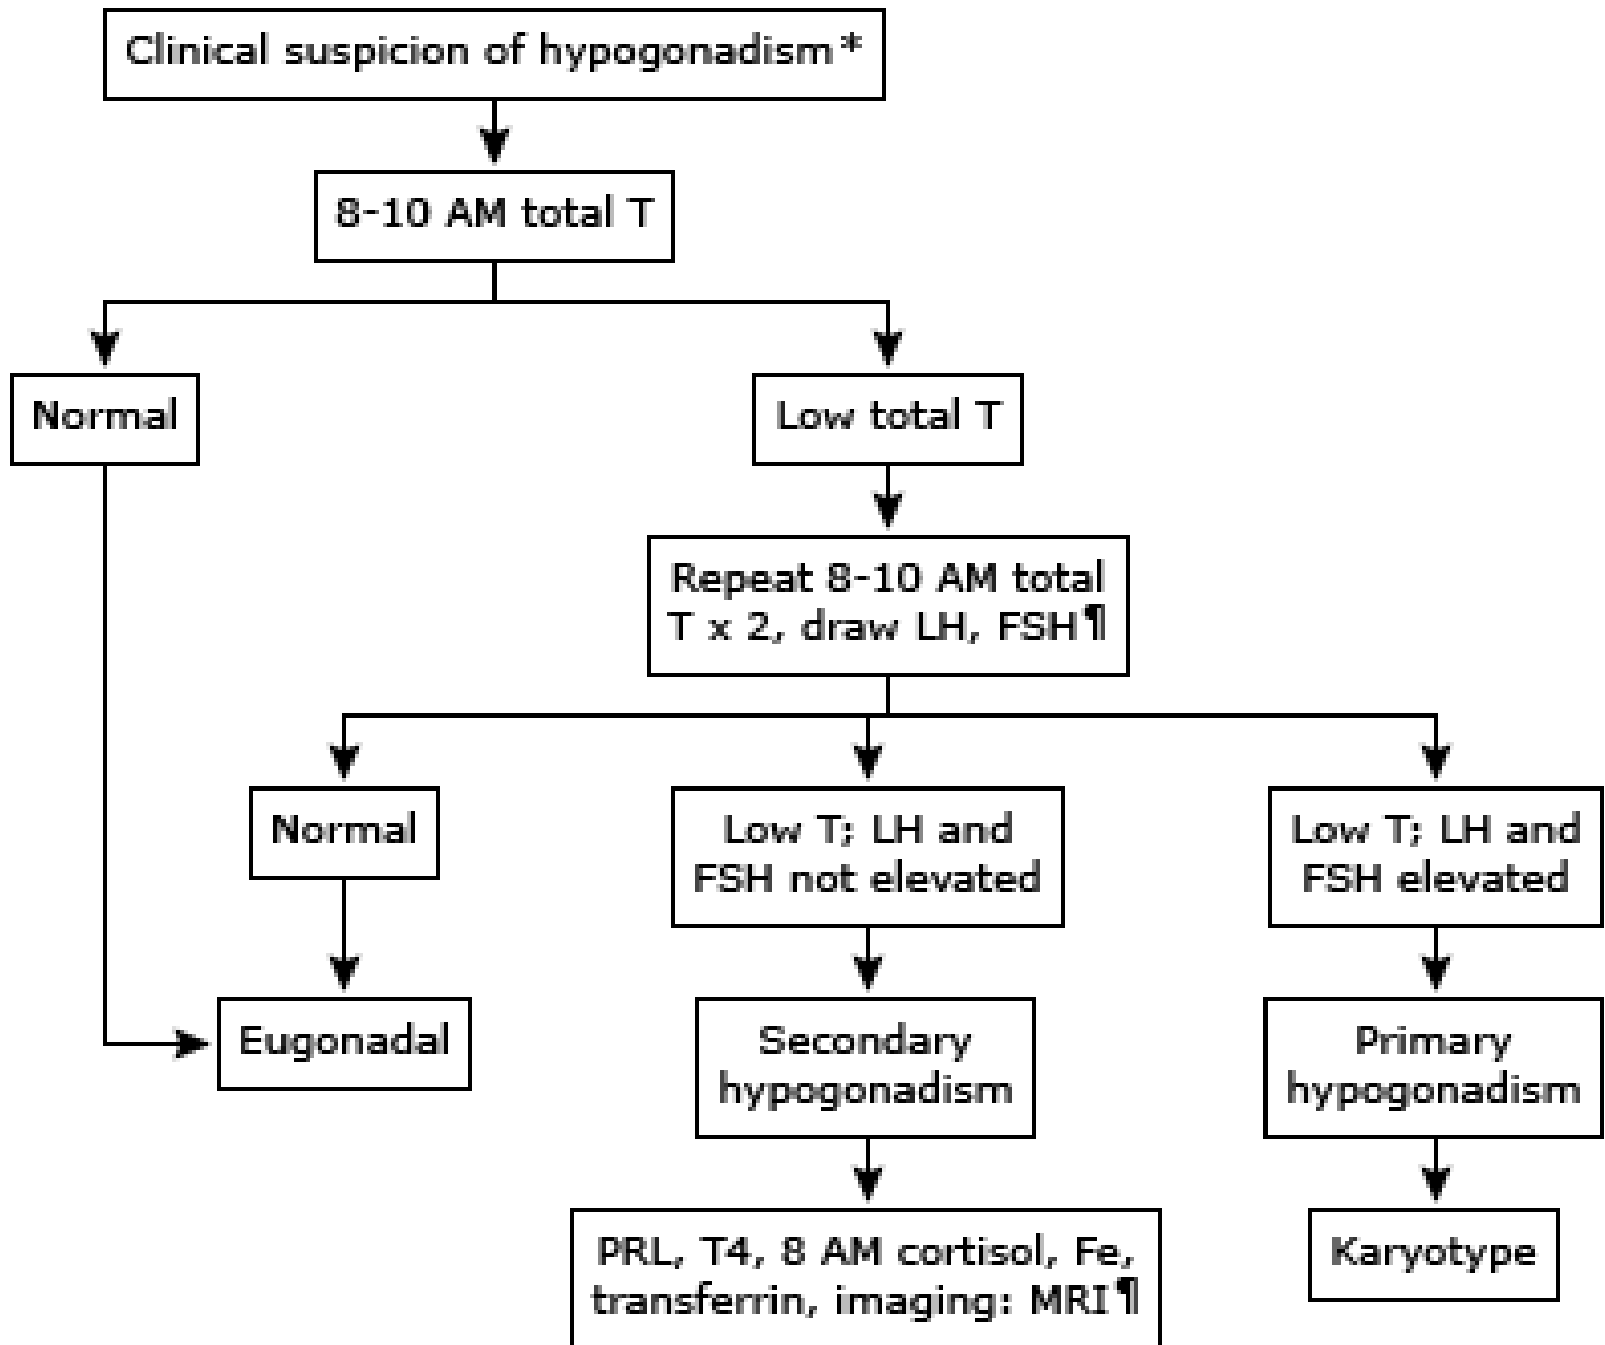 Clinical suspicion of hypogonadism*
8-10 AM total T
Normal
Low total T
Repeat 8-10 AM total
T x 2, draw LH, FSH¶
Normal
Low T; LH and
FSH not elevated
Low T; LH and
FSH elevated
Eugonadal
Secondary
hypogonadism
Primary
hypogonadism
PRL, T4, 8 AM cortisol, Fe,
transferrin, imaging: MRI¶
Karyotype